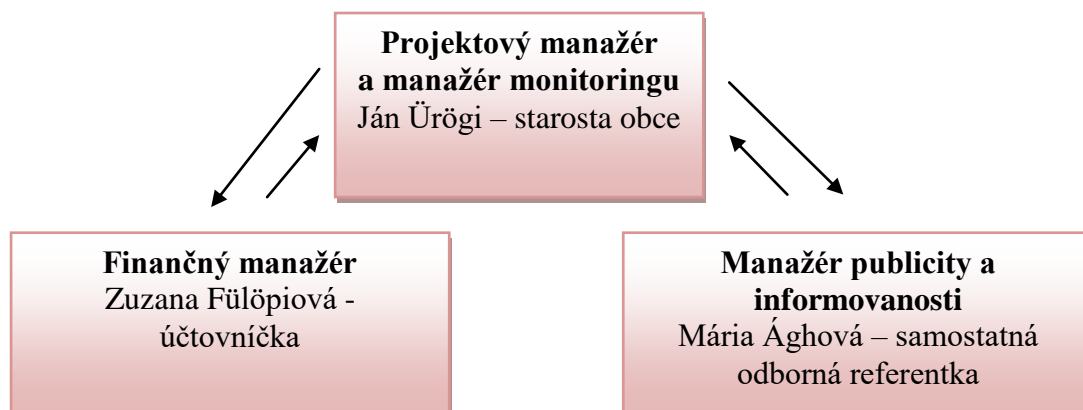 Projektový manažér
a manažér monitoringu
Ján Ürögi – starosta obce
Finančný manažér
Zuzana Fülöpiová -
účtovníčka
Manažér publicity a
informovanosti
Mária Ághová – samostatná
odborná referentka